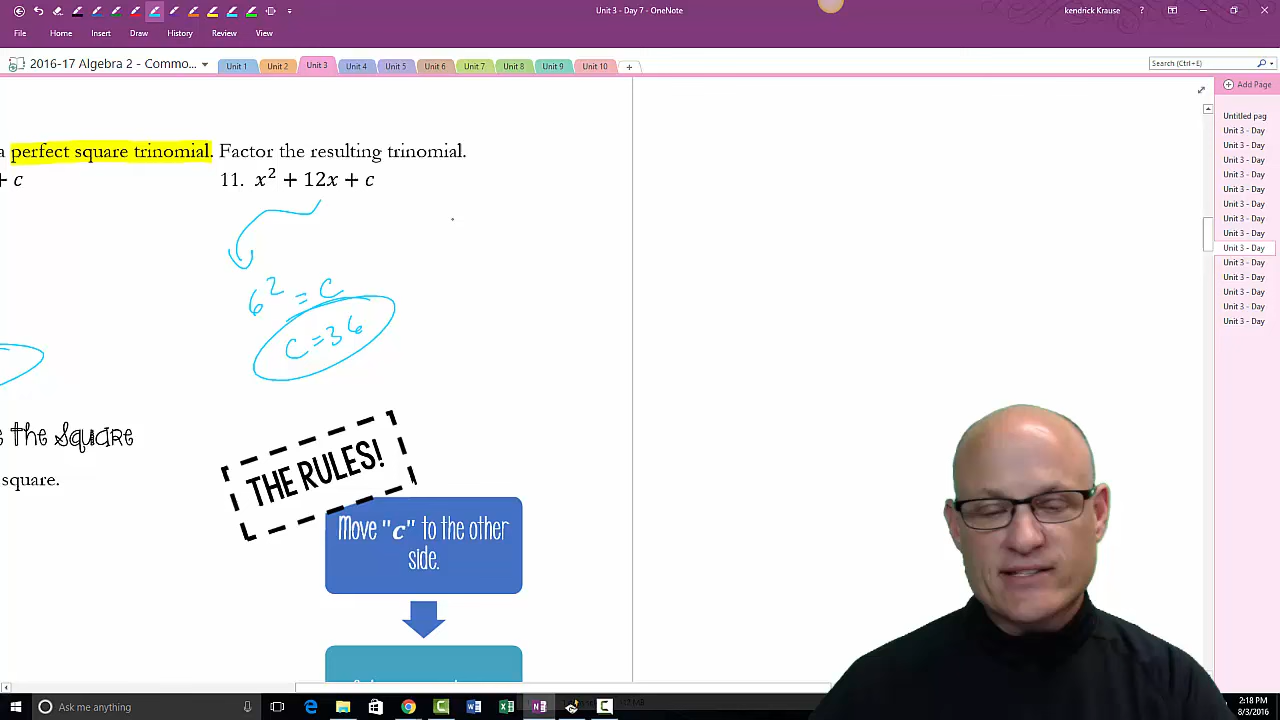 Unit 3 - Day 7 - OneNote
kendrick Krause
File Home Insert Draw History Review View
2016-17 Algebra 2 - Commo...
Unit 1 Unit 2 Unit 3 Unit 4 Unit 5 Unit 6 Unit 7 Unit 8 Unit 9 Unit 10
Search (Ctrl+E)
Add Page
Untitled pag
Unit 3 - Day
Unit 3 - Day
Unit 3 - Day
Unit 3 - Day
Unit 3 - Day
Unit 3 - Day
Unit 3 - Day
Unit 3 - Day
Unit 3 - Day
Unit 3 - Day
Unit 3 - Day
Unit 3 - Day
Unit 3 - Day
Unit 3 - Day
a perfect square trinomial. Factor the resulting trinomial.
+ c
11. x² + 12x + c
6² = C
C = 36
e the Square
square.
THE RULES!
Move "c" to the other
side.
Ask me anything
2:18 PM
8/3/2016